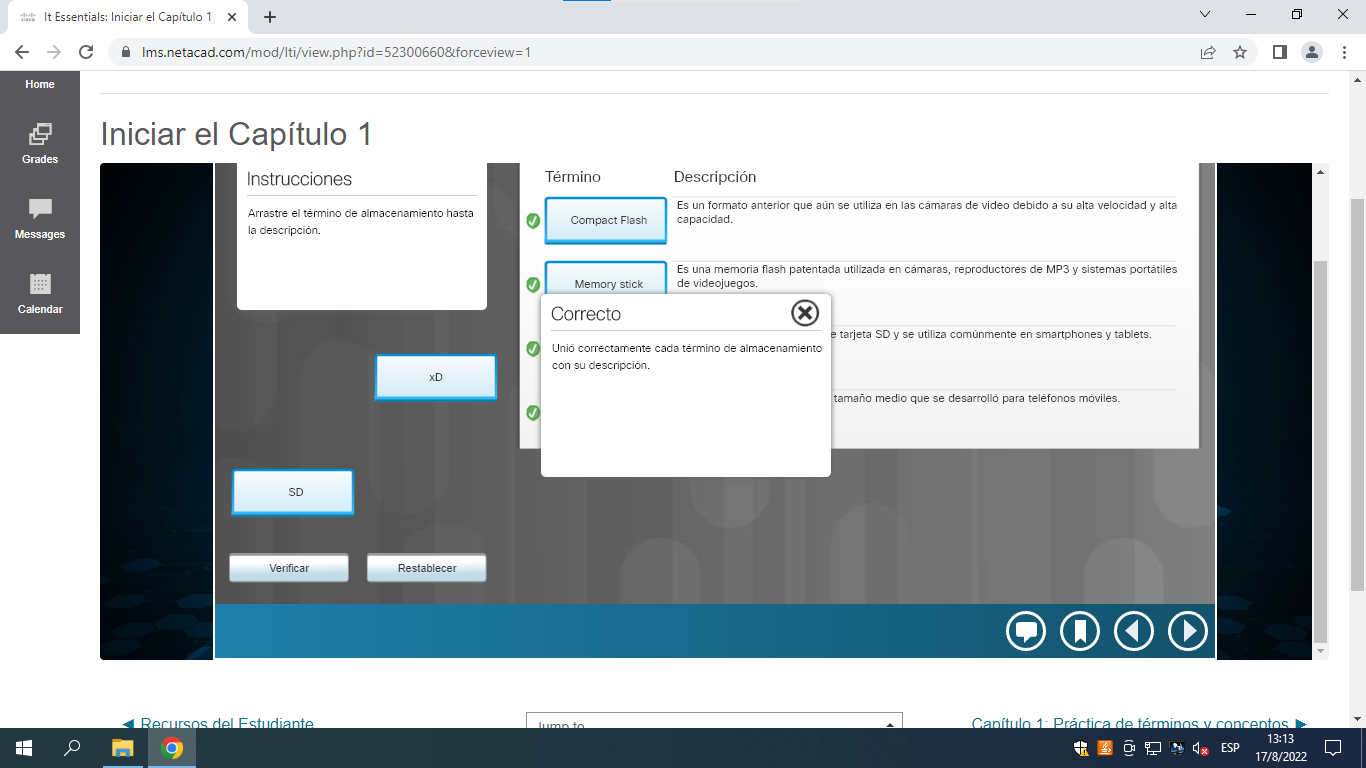 It Essentials: Iniciar el Capítulo 1
lms.netacad.com/mod/lti/view.php?id=52300660&forceview=1
Home
Grades
Messages
Calendar
Iniciar el Capítulo 1
Instrucciones
Arrastre el término de almacenamiento hasta
la descripción.
xD
SD
Verificar
Restablecer
Término
Descripción
Compact Flash
Es un formato anterior que aún se utiliza en las cámaras de video debido a su alta velocidad y alta
capacidad.
Memory stick
Es una memoria flash patentada utilizada en cámaras, reproductores de MP3 y sistemas portátiles
de videojuegos.
e tarjeta SD y se utiliza comúnmente en smartphones y tablets.
tamaño medio que se desarrolló para teléfonos móviles.
Correcto
Unió correctamente cada término de almacenamiento
con su descripción.
◄ Recursos del Estudiante
Jump to...
Capítulo 1: Práctica de términos y conceptos ►
ESP
13:13
17/8/2022